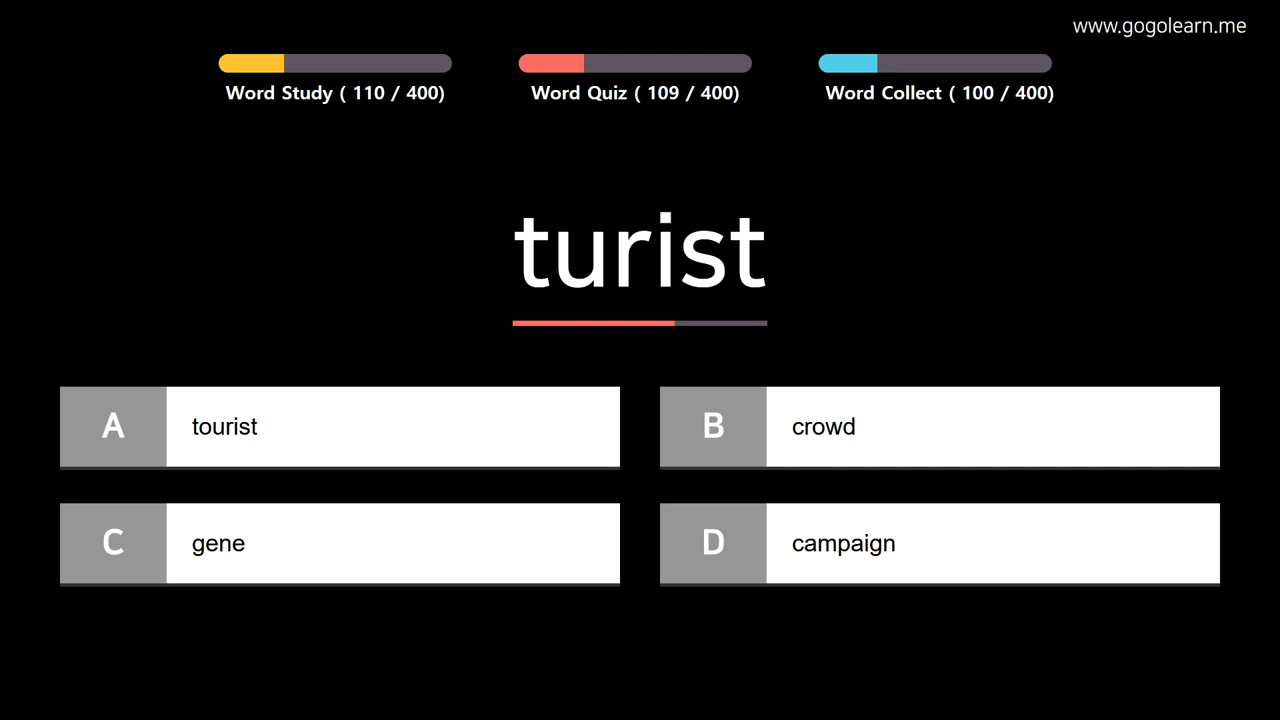 www.gogolearn.me
Word Study ( 110 / 400)
Word Quiz ( 109 / 400)
Word Collect ( 100 / 400)
turist
A tourist
B crowd
C gene
D campaign